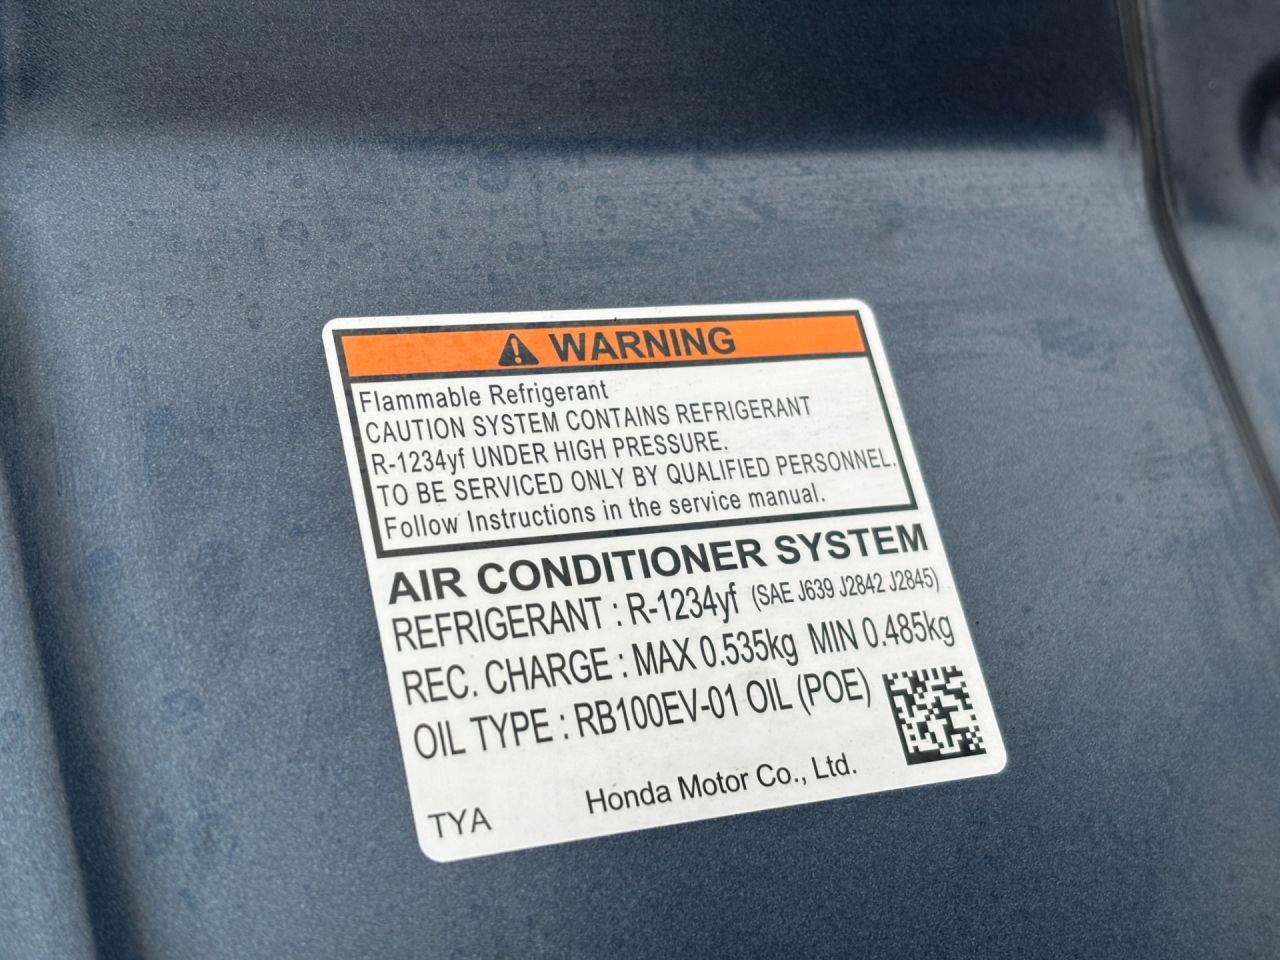 WARNING
Flammable Refrigerant
CAUTION SYSTEM CONTAINS REFRIGERANT
R-1234yf UNDER HIGH PRESSURE.
TO BE SERVICED ONLY BY QUALIFIED PERSONNEL.
Follow Instructions in the service manual.
AIR CONDITIONER SYSTEM
REFRIGERANT : R-1234yf (SAE J639 J2842 J2845)
REC. CHARGE : MAX 0.535kg MIN 0.485kg
OIL TYPE : RB100EV-01 OIL (POE)
Honda Motor Co., Ltd.
TYA